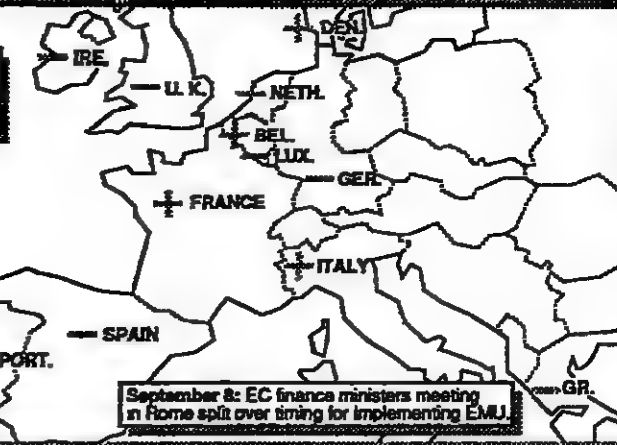 DEN.
IRE.
U. K.
NETH.
BEL.
LUX.
GER.
FRANCE
ITALY
SPAIN
PORT.
GR.
September 8: EC finance ministers meeting
in Rome split over timing for implementing EMU.